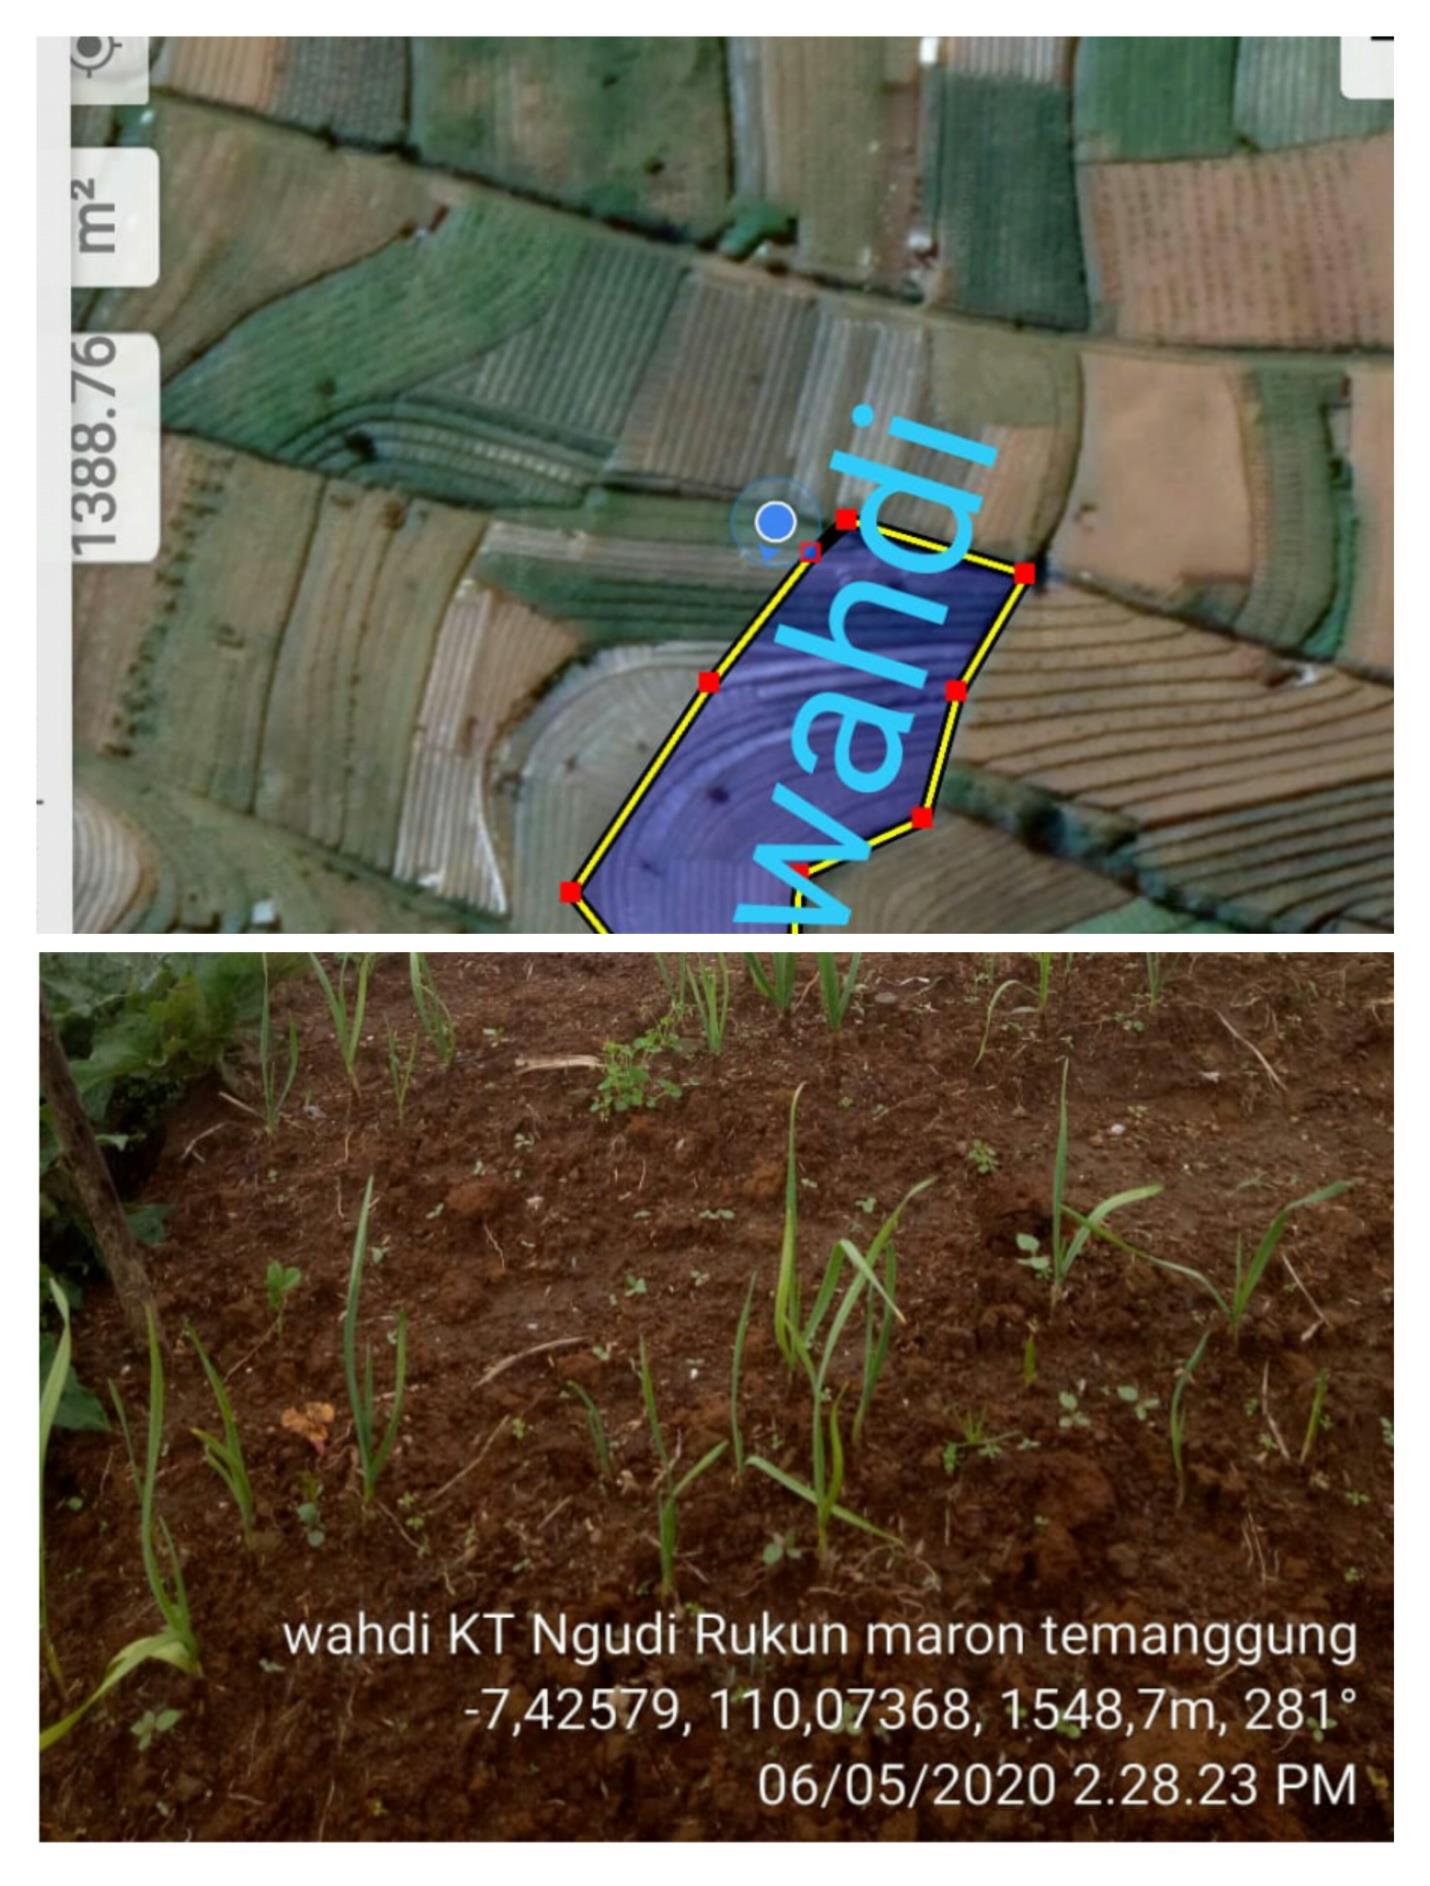 1388.76 m²
wahdi
wahdi KT Ngudi Rukun maron temanggung
-7,42579, 110,07368, 1548,7m, 281°
06/05/2020 2.28.23 PM